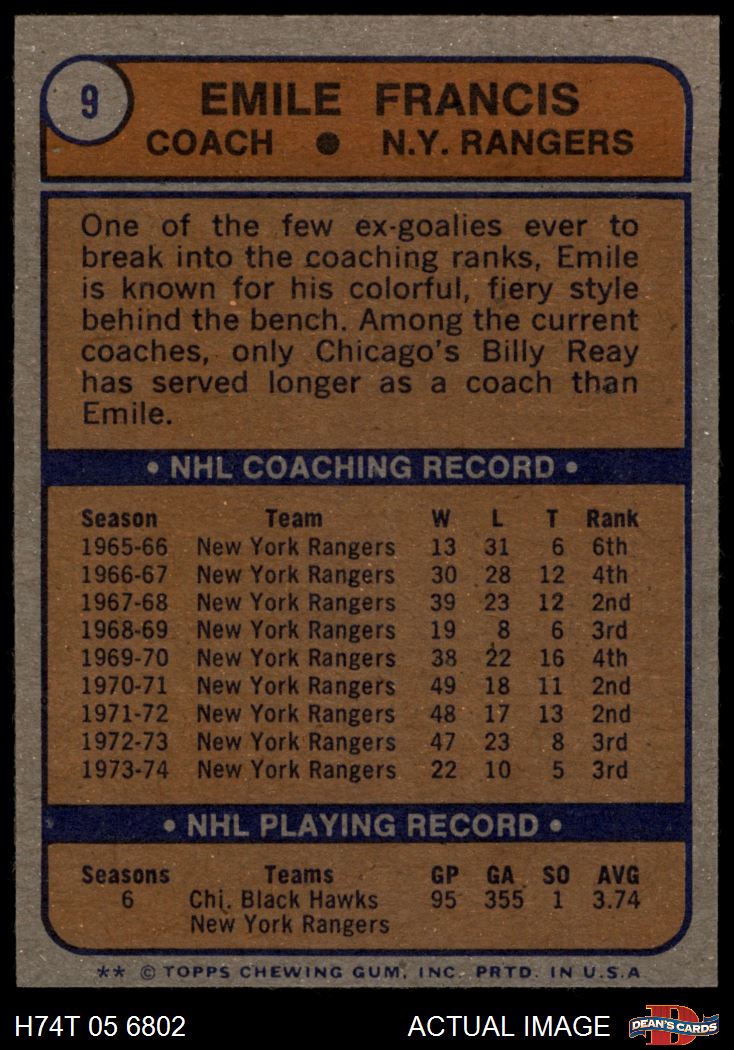 9
EMILE FRANCIS
COACH ● N.Y. RANGERS
One of the few ex-goalies ever to
break into the coaching ranks, Emile
is known for his colorful, fiery style
behind the bench. Among the current
coaches, only Chicago's Billy Reay
has served longer as a coach than
Emile.
• NHL COACHING RECORD •
Season Team W L T Rank
1965-66 New York Rangers 13 31 6 6th
1966-67 New York Rangers 30 28 12 4th
1967-68 New York Rangers 39 23 12 2nd
1968-69 New York Rangers 19 8 6 3rd
1969-70 New York Rangers 38 22 16 4th
1970-71 New York Rangers 49 18 11 2nd
1971-72 New York Rangers 48 17 13 2nd
1972-73 New York Rangers 47 23 8 3rd
1973-74 New York Rangers 22 10 5 3rd
• NHL PLAYING RECORD •
Seasons Teams GP GA SO AVG
6 Chi. Black Hawks 95 355 1 3.74
New York Rangers
** © TOPPS CHEWING GUM, INC. PRTD. IN U.S.A.
H74T 05 6802 ACTUAL IMAGE DEAN'S CARDS